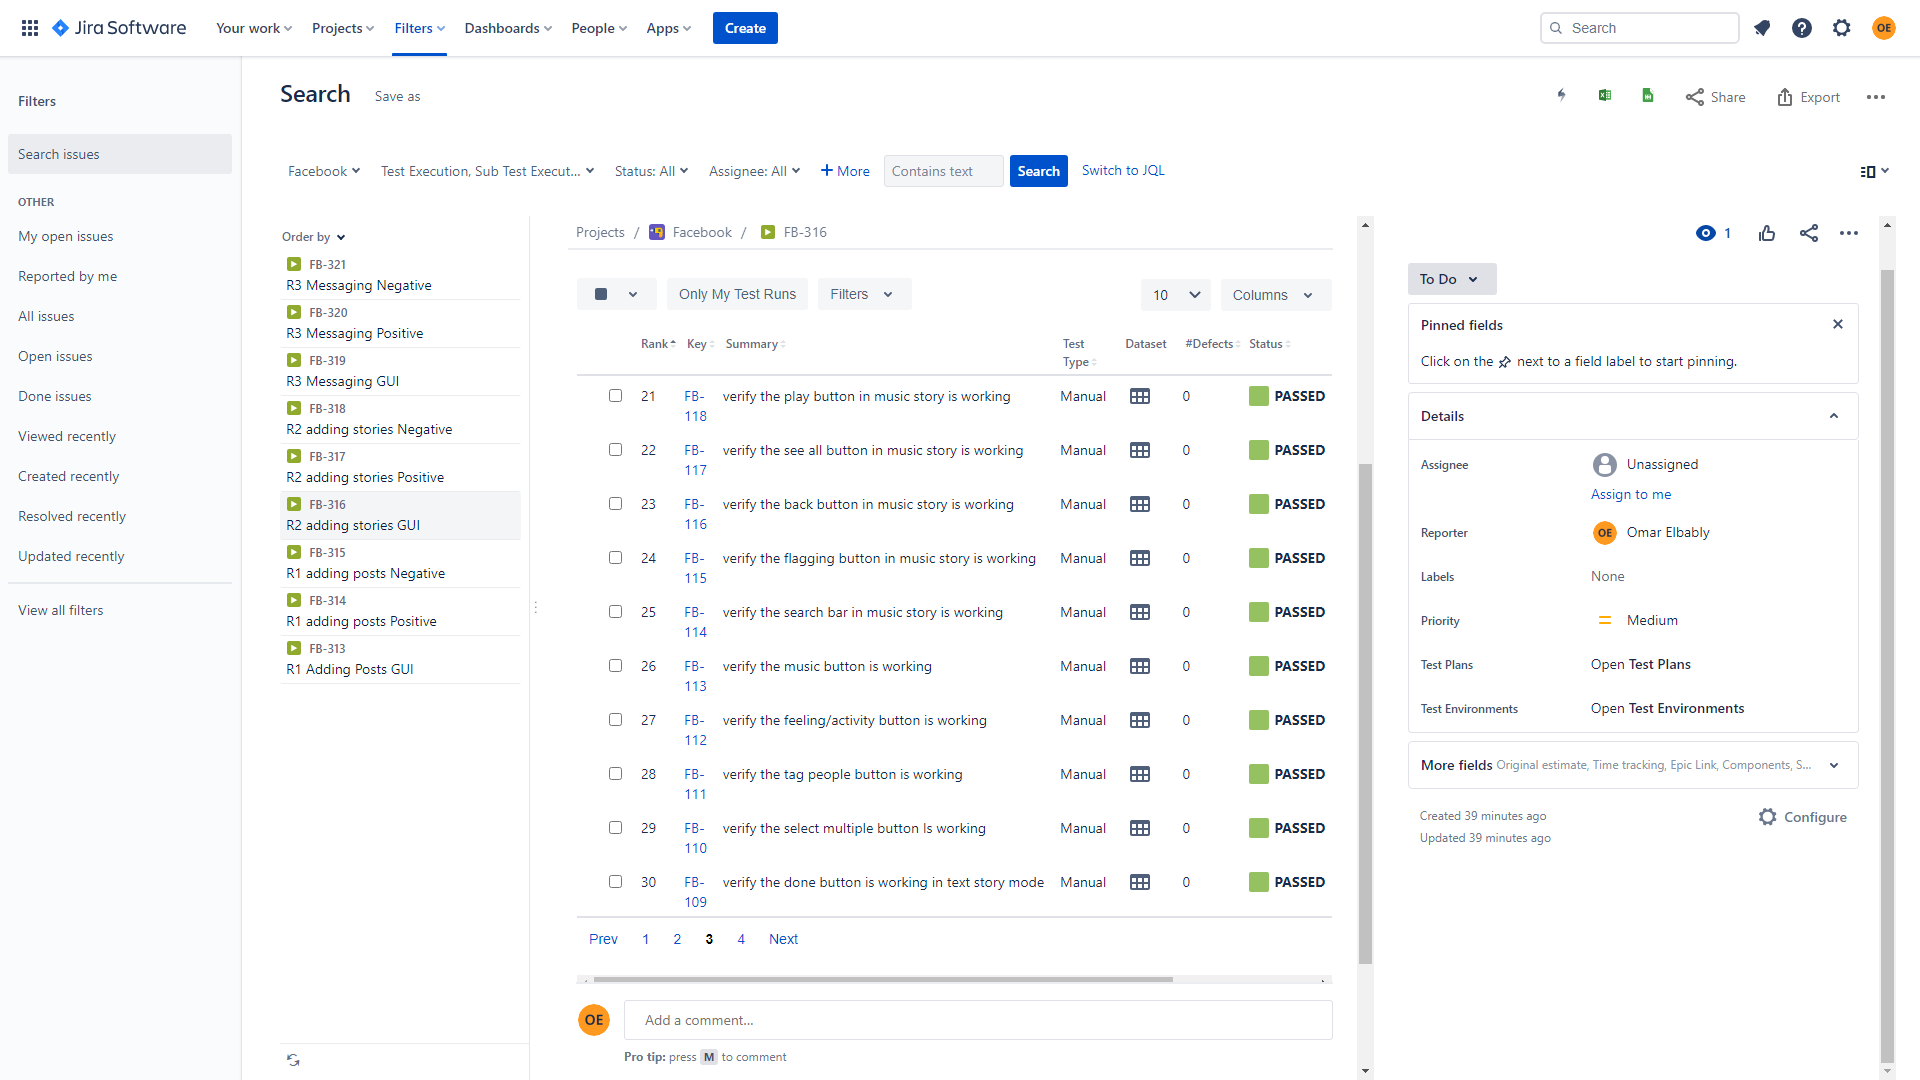 Jira Software
Your work
Projects
Filters
Dashboards
People
Apps
Create
Search
OE
Filters
Search issues
OTHER
My open issues
Reported by me
All issues
Open issues
Done issues
Viewed recently
Created recently
Resolved recently
Updated recently
View all filters
Search
Save as
Share
Export
Facebook
Test Execution, Sub Test Execut...
Status: All
Assignee: All
More
Contains text
Search
Switch to JQL
Order by
FB-321
R3 Messaging Negative
FB-320
R3 Messaging Positive
FB-319
R3 Messaging GUI
FB-318
R2 adding stories Negative
FB-317
R2 adding stories Positive
FB-316
R2 adding stories GUI
FB-315
R1 adding posts Negative
FB-314
R1 adding posts Positive
FB-313
R1 Adding Posts GUI
Projects / Facebook / FB-316
Only My Test Runs
Filters
10
Columns
Rank Key Summary Test Type Dataset #Defects Status
21 FB-118 verify the play button in music story is working Manual 0 PASSED
22 FB-117 verify the see all button in music story is working Manual 0 PASSED
23 FB-116 verify the back button in music story is working Manual 0 PASSED
24 FB-115 verify the flagging button in music story is working Manual 0 PASSED
25 FB-114 verify the search bar in music story is working Manual 0 PASSED
26 FB-113 verify the music button is working Manual 0 PASSED
27 FB-112 verify the feeling/activity button is working Manual 0 PASSED
28 FB-111 verify the tag people button is working Manual 0 PASSED
29 FB-110 verify the select multiple button Is working Manual 0 PASSED
30 FB-109 verify the done button is working in text story mode Manual 0 PASSED
Prev 1 2 3 4 Next
OE
Add a comment...
Pro tip: press M to comment
1
To Do
Pinned fields
Click on the next to a field label to start pinning.
Details
Assignee
Unassigned
Assign to me
Reporter
OE
Omar Elbably
Labels
None
Priority
Medium
Test Plans
Open Test Plans
Test Environments
Open Test Environments
More fields Original estimate, Time tracking, Epic Link, Components, S...
Created 39 minutes ago
Configure
Updated 39 minutes ago